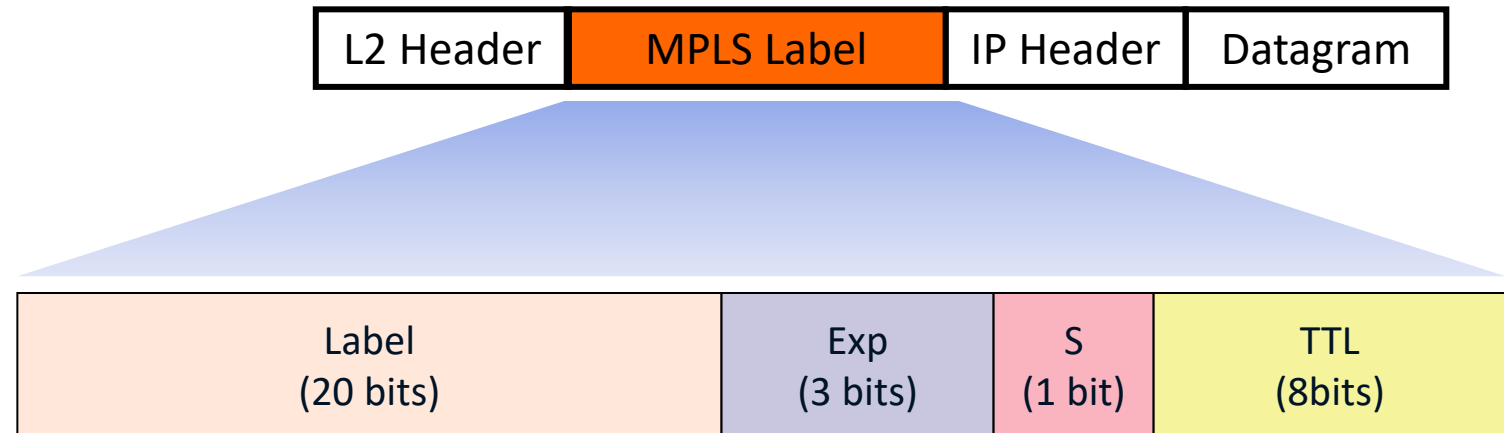 L2 Header MPLS Label IP Header Datagram
Label Exp S TTL
(20 bits) (3 bits) (1 bit) (8bits)